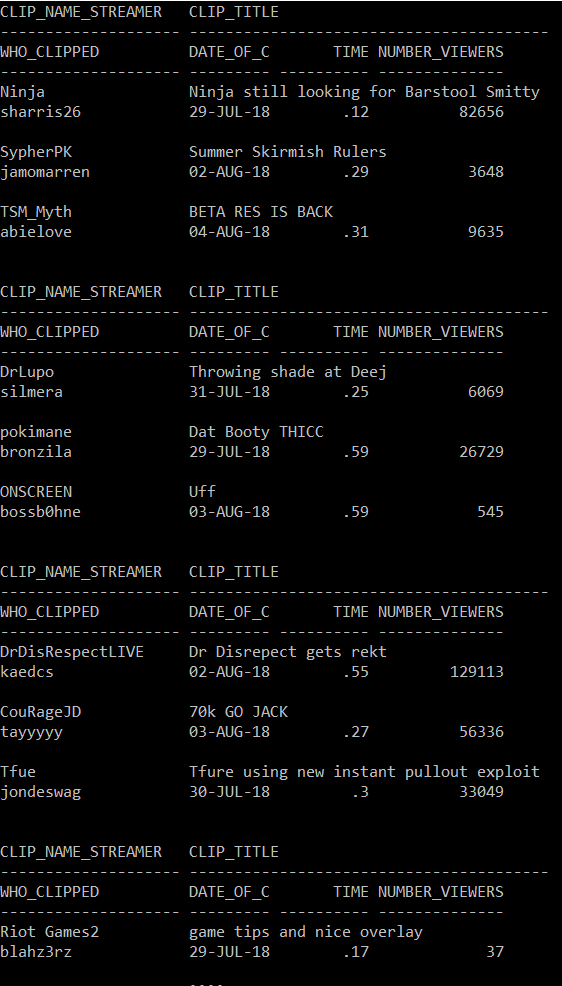 CLIP_NAME_STREAMER   CLIP_TITLE
-------------------- ----------------------------------------
WHO_CLIPPED          DATE_OF_C       TIME NUMBER_VIEWERS
-------------------- --------- ---------- --------------
Ninja                Ninja still looking for Barstool Smitty
sharris26            29-JUL-18        .12          82656

SypherPK             Summer Skirmish Rulers
jamomarren           02-AUG-18        .29           3648

TSM_Myth             BETA RES IS BACK
abielove             04-AUG-18        .31           9635


CLIP_NAME_STREAMER   CLIP_TITLE
-------------------- ----------------------------------------
WHO_CLIPPED          DATE_OF_C       TIME NUMBER_VIEWERS
-------------------- --------- ---------- --------------
DrLupo               Throwing shade at Deej
silmera              31-JUL-18        .25           6069

pokimane             Dat Booty THICC
bronzila             29-JUL-18        .59          26729

ONSCREEN             Uff
bossb0hne            03-AUG-18        .59            545


CLIP_NAME_STREAMER   CLIP_TITLE
-------------------- ----------------------------------------
WHO_CLIPPED          DATE_OF_C       TIME NUMBER_VIEWERS
-------------------- --------- ---------- --------------
DrDisRespectLIVE     Dr Disrepect gets rekt
kaedcs               02-AUG-18        .55         129113

CouRageJD            70k GO JACK
tayyyyy              03-AUG-18        .27          56336

Tfue                 Tfure using new instant pullout exploit
jondeswag            30-JUL-18         .3          33049


CLIP_NAME_STREAMER   CLIP_TITLE
-------------------- ----------------------------------------
WHO_CLIPPED          DATE_OF_C       TIME NUMBER_VIEWERS
-------------------- --------- ---------- --------------
Riot Games2          game tips and nice overlay
blahz3rz             29-JUL-18        .17             37